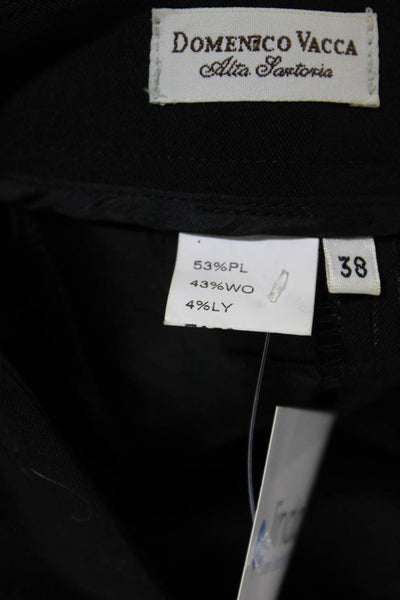 DOMENICO VACCA
Alta Sartoria
53%PL
43%WO
4%LY
38